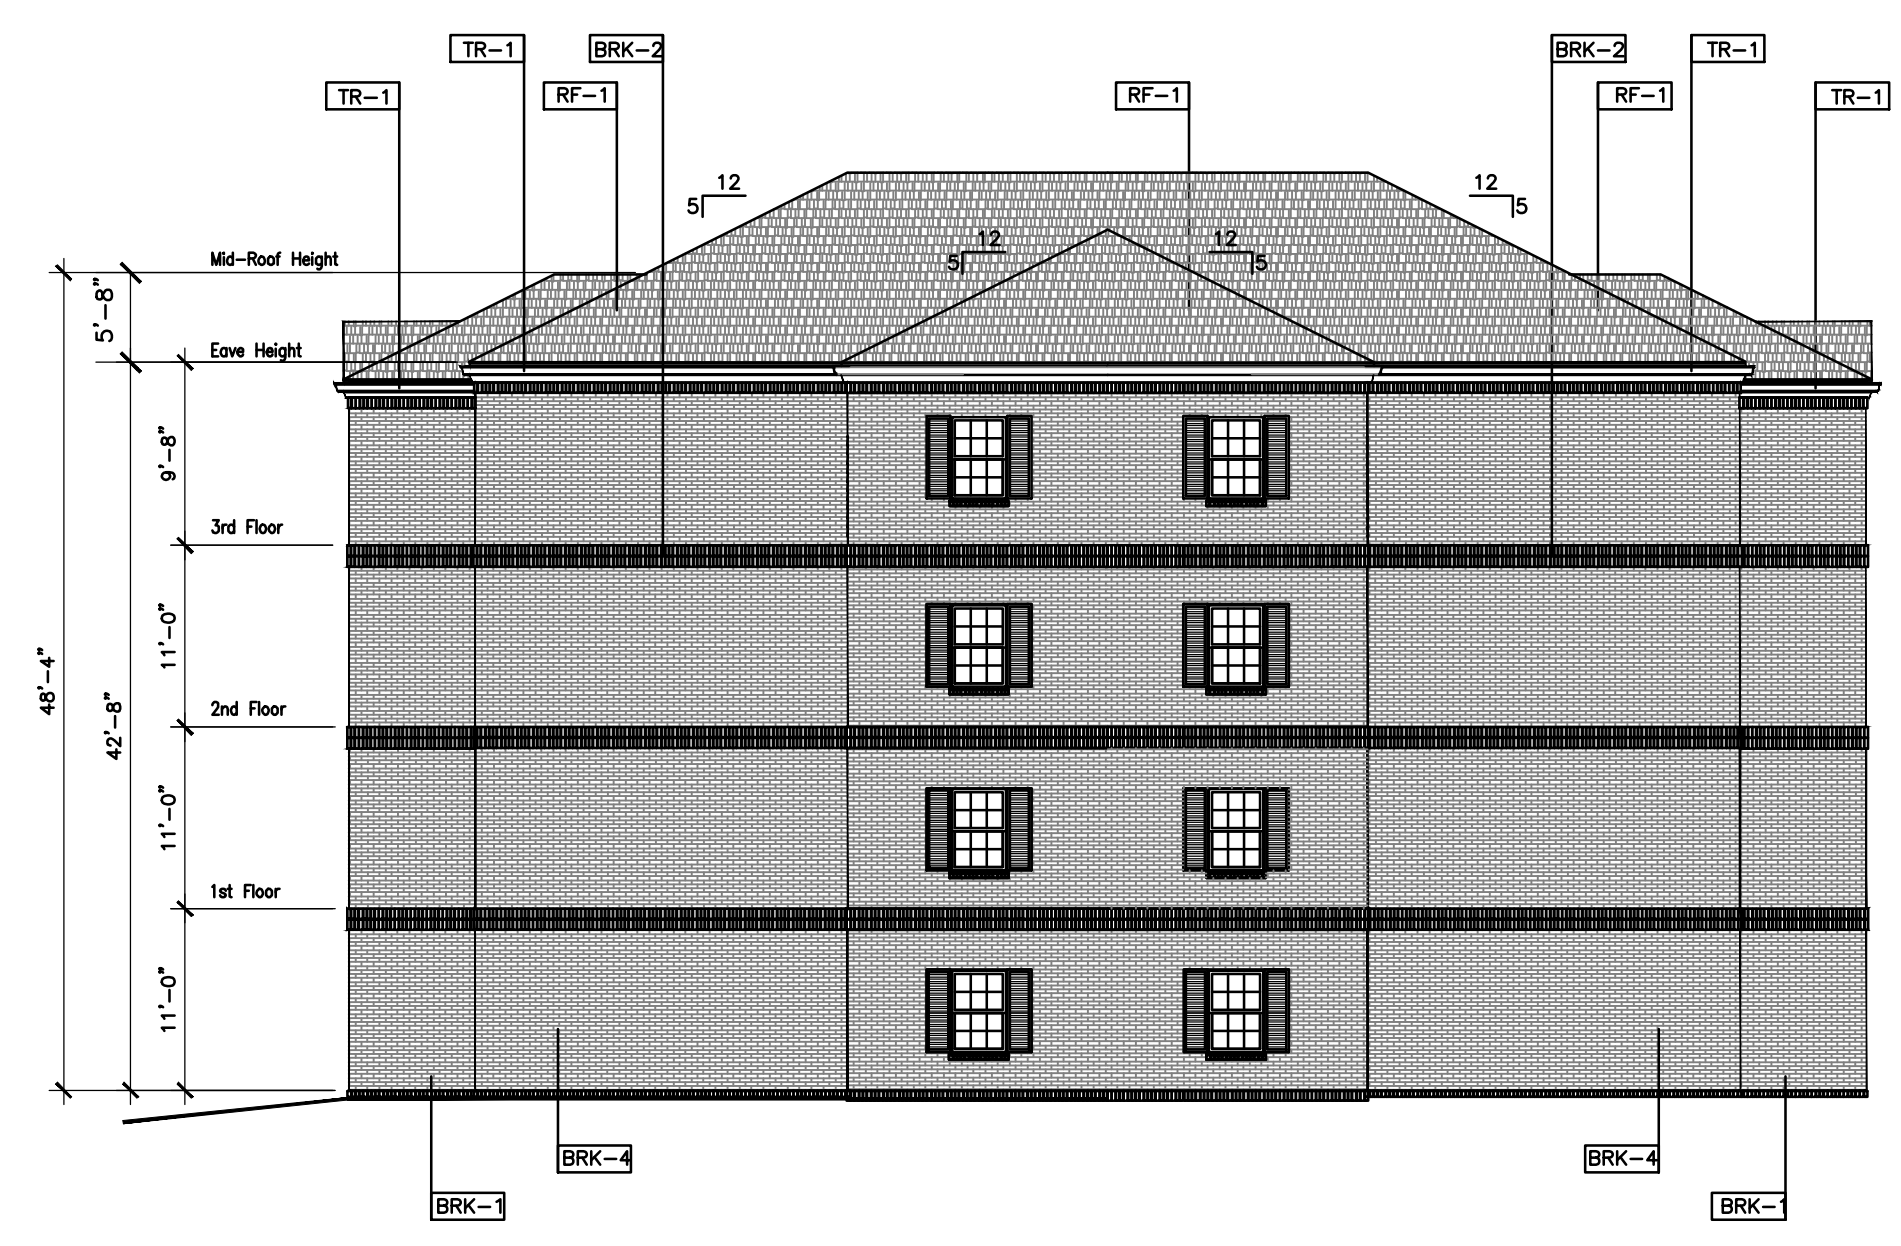 TR-1
BRK-2
BRK-2
TR-1
TR-1
RF-1
RF-1
RF-1
TR-1
12
5
12
5
12
5
12
5
Mid-Roof Height
5'-8"
Eave Height
9'-8"
3rd Floor
11'-0"
48'-4"
42'-8"
2nd Floor
11'-0"
1st Floor
11'-0"
BRK-4
BRK-4
BRK-1
BRK-1